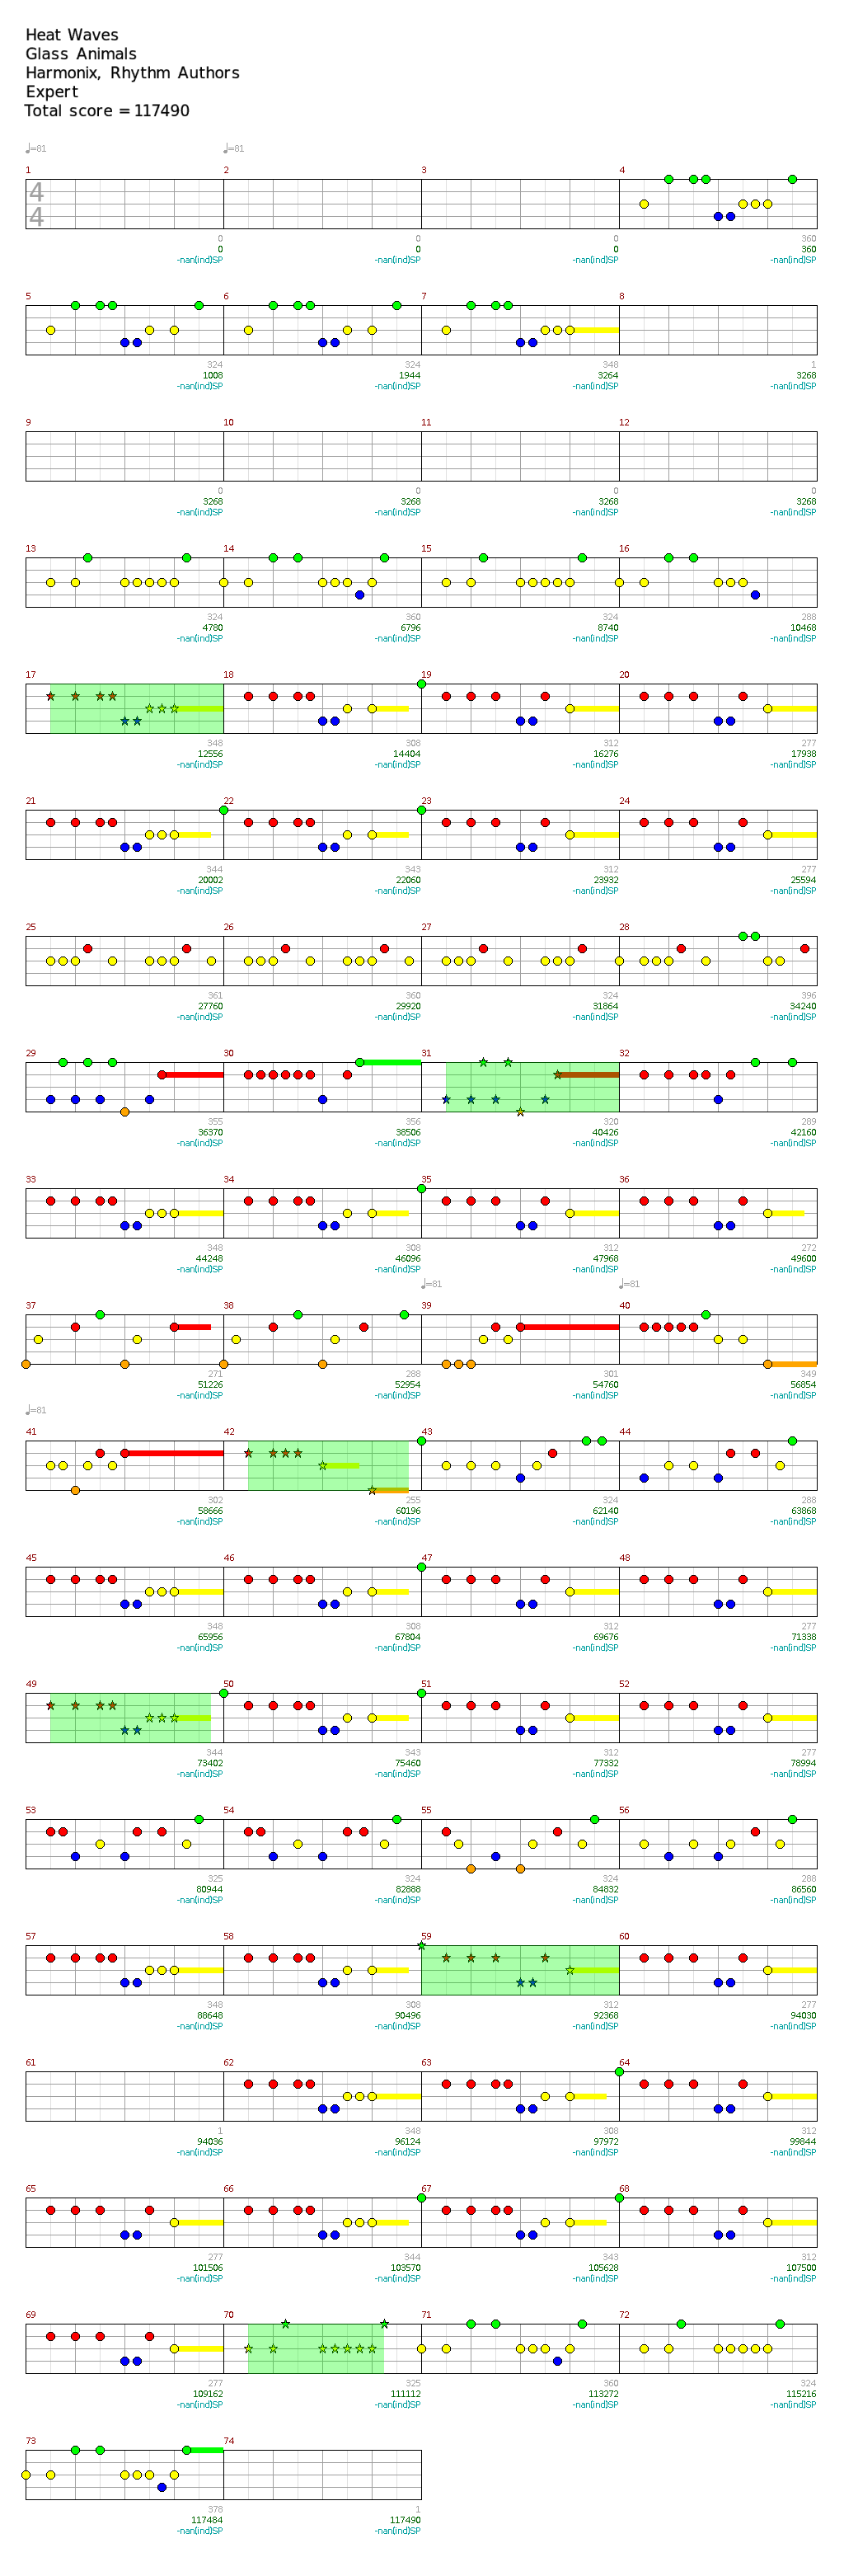 Heat Waves
Glass Animals
Harmonix, Rhythm Authors
Expert
Total score = 117490
♩=81 ♩=81
1 2 3 4
4
4
0 0 0 360
0 0 0 360
-nan(ind)SP -nan(ind)SP -nan(ind)SP -nan(ind)SP
5 6 7 8
324 324 348 1
1008 1944 3264 3268
-nan(ind)SP -nan(ind)SP -nan(ind)SP -nan(ind)SP
9 10 11 12
0 0 0 0
3268 3268 3268 3268
-nan(ind)SP -nan(ind)SP -nan(ind)SP -nan(ind)SP
13 14 15 16
324 360 324 288
4780 6796 8740 10468
-nan(ind)SP -nan(ind)SP -nan(ind)SP -nan(ind)SP
17 18 19 20
348 308 312 277
12556 14404 16276 17938
-nan(ind)SP -nan(ind)SP -nan(ind)SP -nan(ind)SP
21 22 23 24
344 343 312 277
20002 22060 23932 25594
-nan(ind)SP -nan(ind)SP -nan(ind)SP -nan(ind)SP
25 26 27 28
361 360 324 396
27760 29920 31864 34240
-nan(ind)SP -nan(ind)SP -nan(ind)SP -nan(ind)SP
29 30 31 32
355 356 320 289
36370 38506 40426 42160
-nan(ind)SP -nan(ind)SP -nan(ind)SP -nan(ind)SP
33 34 35 36
348 308 312 272
44248 46096 47968 49600
-nan(ind)SP -nan(ind)SP -nan(ind)SP -nan(ind)SP
♩=81 ♩=81
37 38 39 40
271 288 301 349
51226 52954 54760 56854
-nan(ind)SP -nan(ind)SP -nan(ind)SP -nan(ind)SP
♩=81
41 42 43 44
302 255 324 288
58666 60196 62140 63868
-nan(ind)SP -nan(ind)SP -nan(ind)SP -nan(ind)SP
45 46 47 48
348 308 312 277
65956 67804 69676 71338
-nan(ind)SP -nan(ind)SP -nan(ind)SP -nan(ind)SP
49 50 51 52
344 343 312 277
73402 75460 77332 78994
-nan(ind)SP -nan(ind)SP -nan(ind)SP -nan(ind)SP
53 54 55 56
325 324 324 288
80944 82888 84832 86560
-nan(ind)SP -nan(ind)SP -nan(ind)SP -nan(ind)SP
57 58 59 60
348 308 312 277
88648 90496 92368 94030
-nan(ind)SP -nan(ind)SP -nan(ind)SP -nan(ind)SP
61 62 63 64
1 348 308 312
94036 96124 97972 99844
-nan(ind)SP -nan(ind)SP -nan(ind)SP -nan(ind)SP
65 66 67 68
277 344 343 312
101506 103570 105628 107500
-nan(ind)SP -nan(ind)SP -nan(ind)SP -nan(ind)SP
69 70 71 72
277 325 360 324
109162 111112 113272 115216
-nan(ind)SP -nan(ind)SP -nan(ind)SP -nan(ind)SP
73 74
378 1
117484 117490
-nan(ind)SP -nan(ind)SP